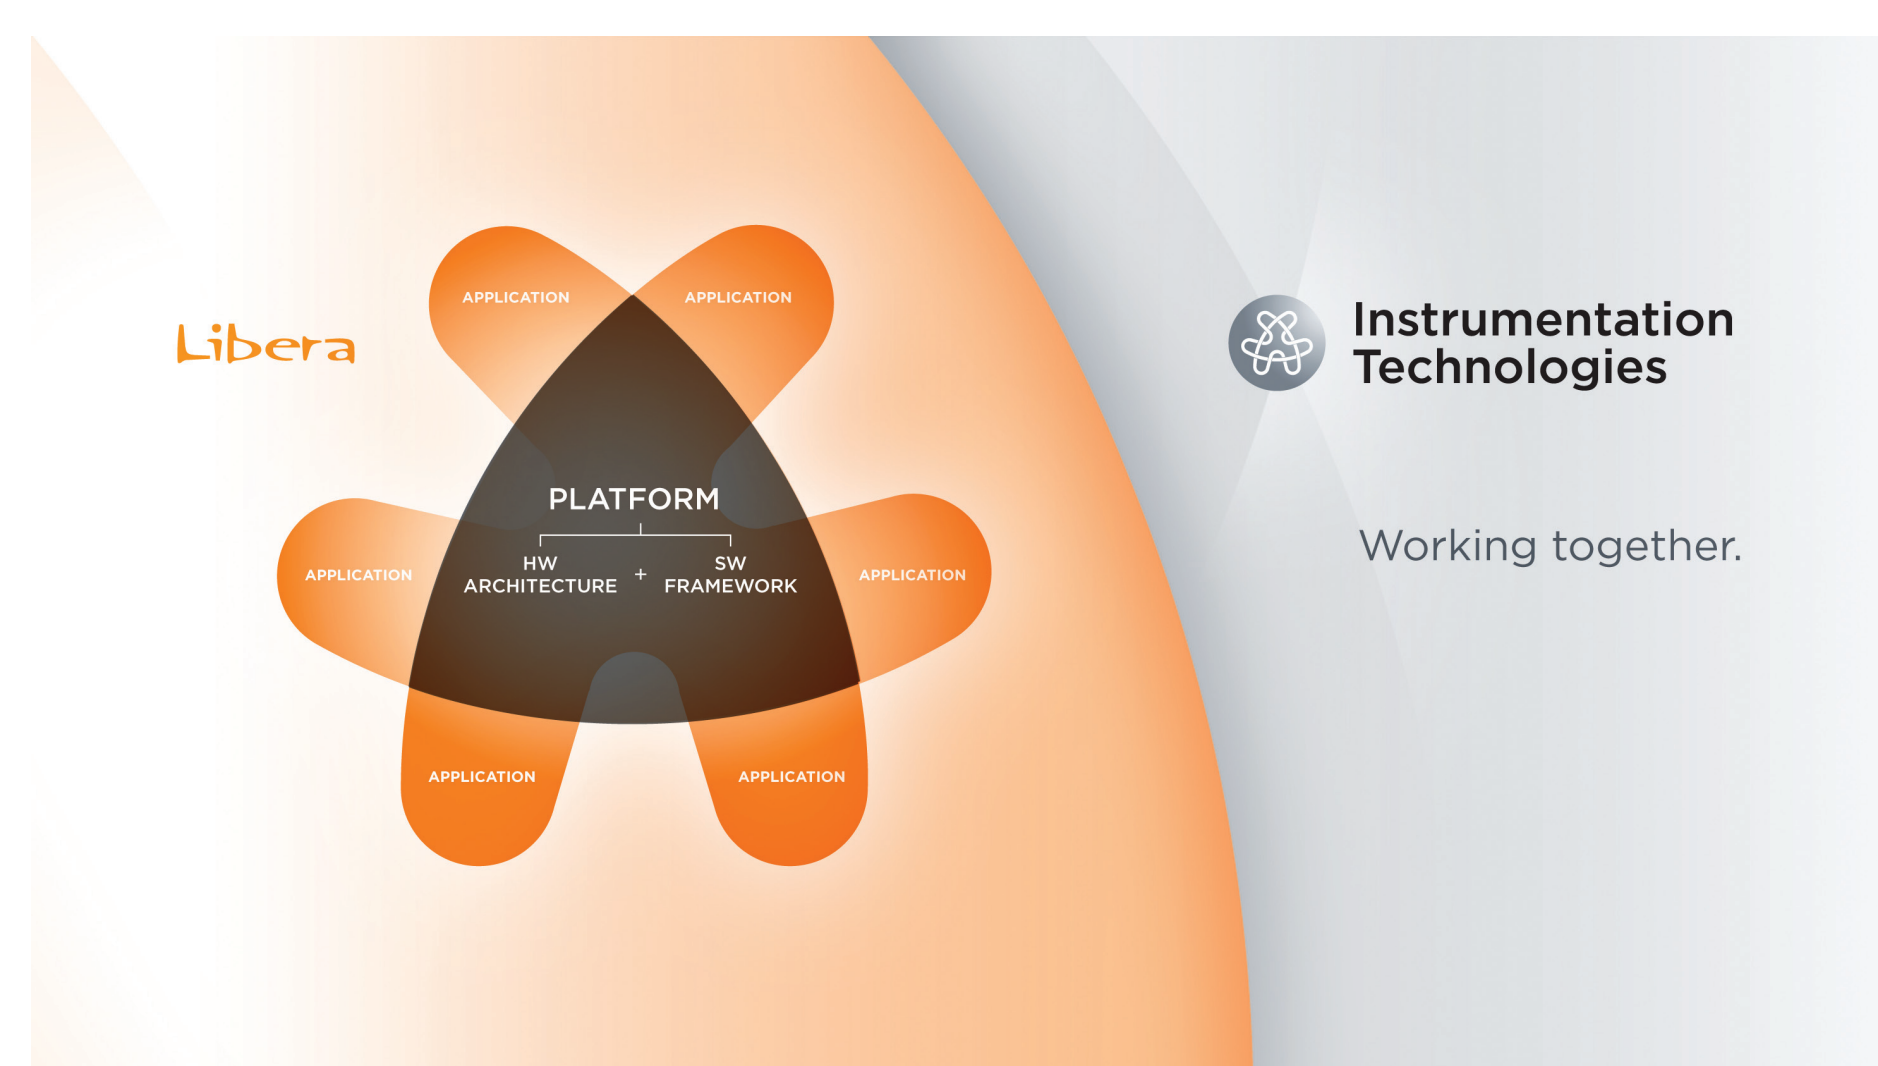 APPLICATION
APPLICATION
Libera
PLATFORM
HW
ARCHITECTURE
+
SW
FRAMEWORK
APPLICATION
APPLICATION
APPLICATION
APPLICATION
Instrumentation
Technologies
Working together.